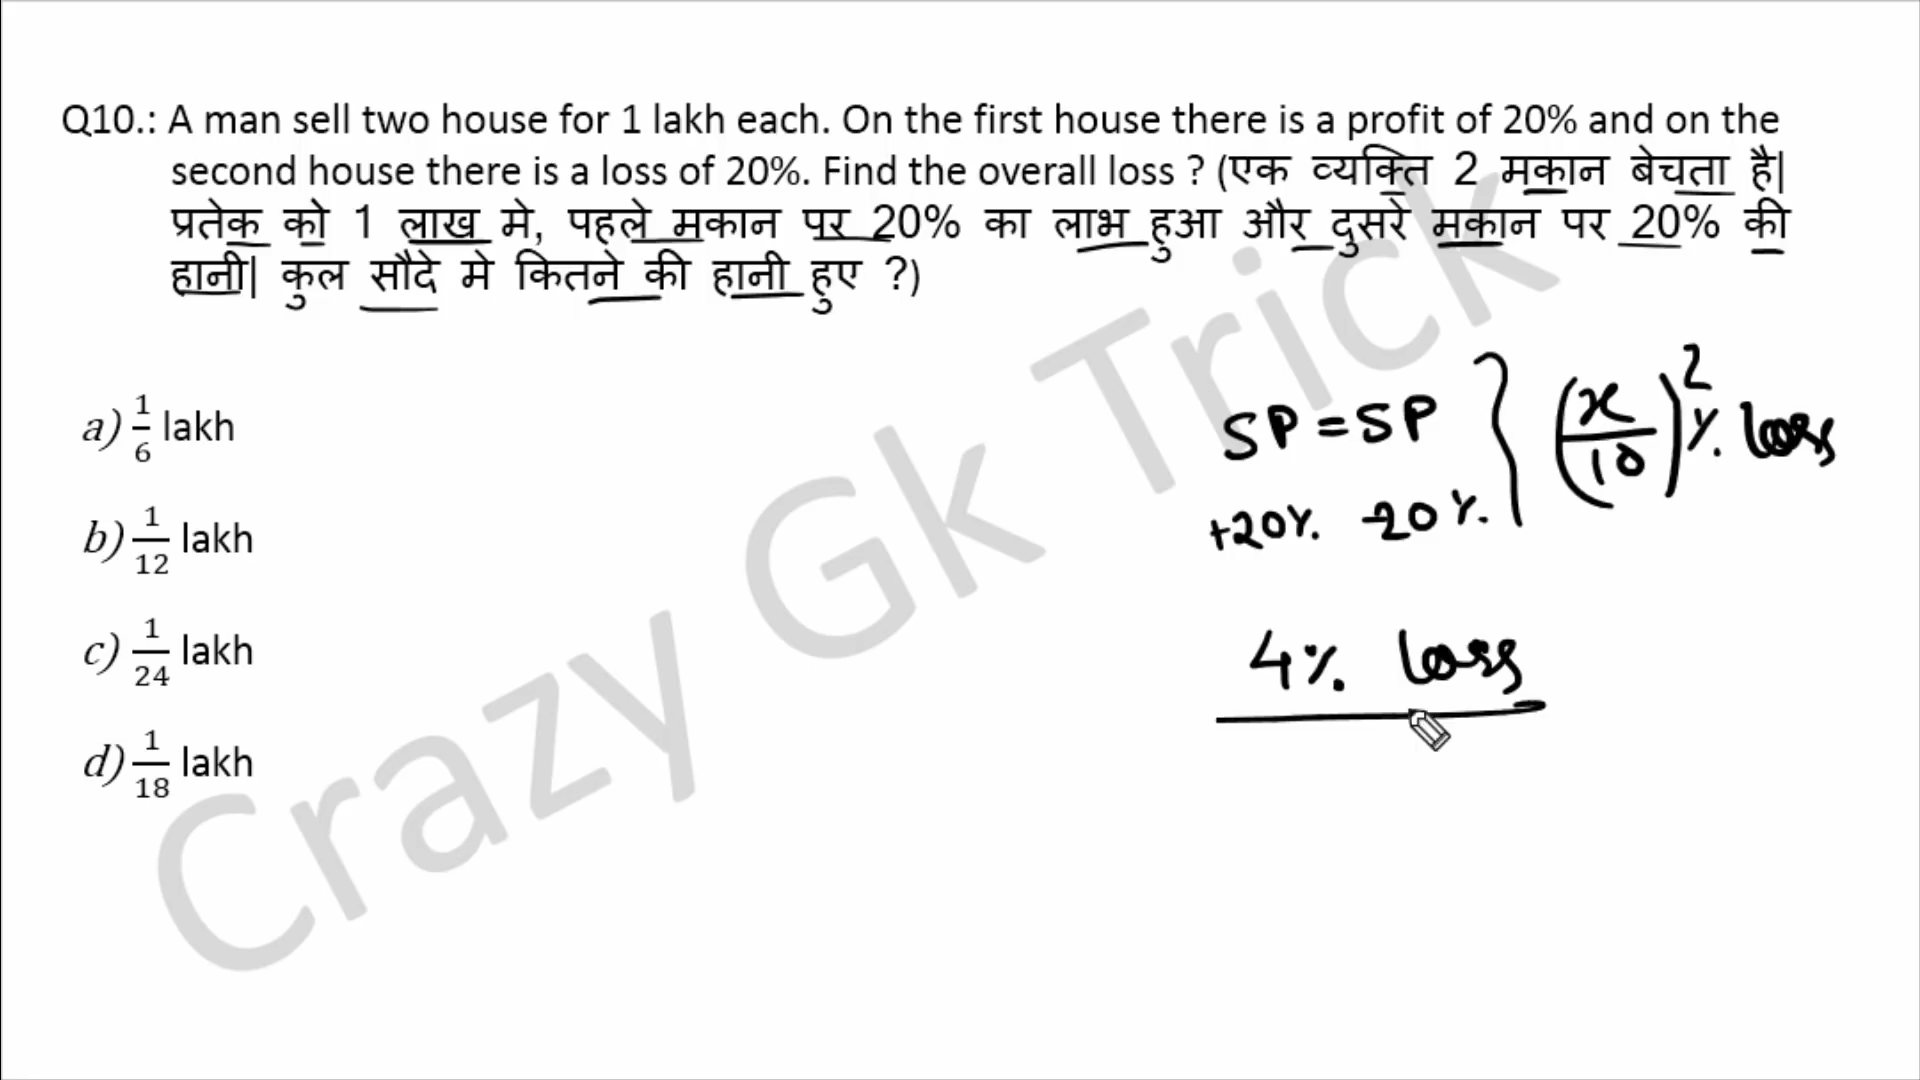 Q10.: A man sell two house for 1 lakh each. On the first house there is a profit of 20% and on the
second house there is a loss of 20%. Find the overall loss ? (एक व्यक्ति 2 मकान बेचता है|
प्रतेक को 1 लाख मे, पहले मकान पर 20% का लाभ हुआ और दुसरे मकान पर 20% की
हानी| कुल सौदे मे कितने की हानी हुए ?)
a) 1/6 lakh
b) 1/12 lakh
c) 1/24 lakh
d) 1/18 lakh
SP = SP
+20%. -20%.
(x/10)² %. loss
4%. loss
Crazy Gk Trick